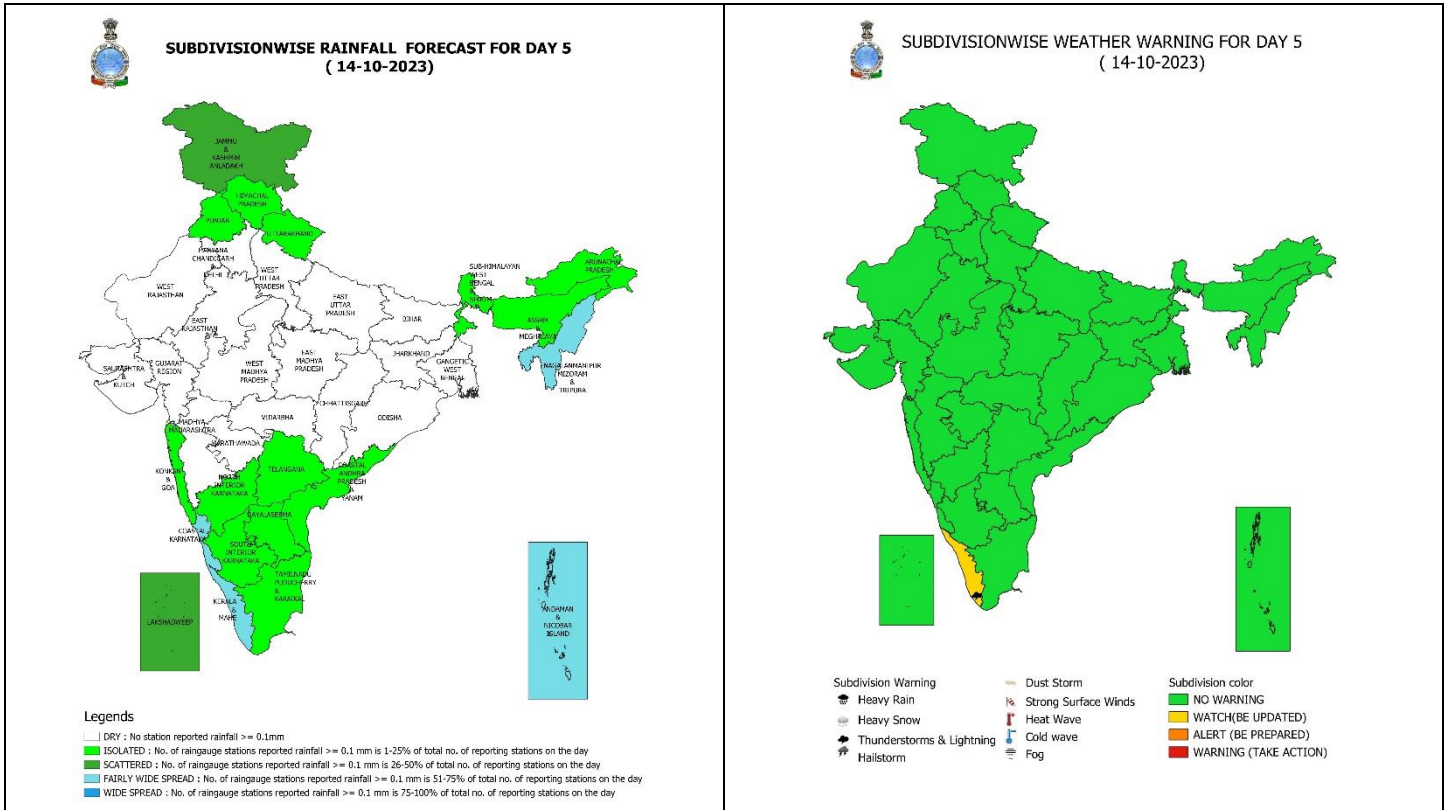 SUBDIVISIONWISE RAINFALL FORECAST FOR DAY 5
( 14-10-2023)
JAMMU
&
KASHMIR
ANLADAKH
HIMACHAL
PRADESH
PUNJAB
UTTARAKHAND
HARYANA
CHANDIGARH
&
DELHI
WEST
UTTAR
PRADESH
WEST
RAJASTHAN
EAST
RAJASTHAN
EAST
UTTAR
PRADESH
BIHAR
SUB-HIMALAYAN
WEST
BENGAL
&
SIKKIM
ARUNACHAL
PRADESH
ASSAM
&
MEGHALAYA
NAGALANMANIPUR
MIZORAM
&
TRIPURA
SAURASHTRA
&
KUTCH
GUJARAT
REGION
WEST
MADHYA
PRADESH
EAST
MADHYA
PRADESH
JHARKHAND
GANGETIC
WEST
BENGAL
CHHATTISGARH
ODISHA
VIDARBHA
MADHYA
MAHARASHTRA
MARATHAWADA
KONKAN
&
GOA
TELANGANA
COASTAL
ANDHRA
PRADESH
&
YANAM
NORTH
INTERIOR
KARNATAKA
RAYALASEEMA
COASTAL
KARNATAKA
SOUTH
INTERIOR
KARNATAKA
TAMILNADU
PUDUCHERRY
&
KARAIKAL
KERALA
&
MAHE
LAKSHADWEEP
ANDAMAN
&
NICOBAR
ISLAND
Legends
DRY : No station reported rainfall >= 0.1mm
ISOLATED : No. of raingauge stations reported rainfall >= 0.1 mm is 1-25% of total no. of reporting stations on the day
SCATTERED : No. of raingauge stations reported rainfall >= 0.1 mm is 26-50% of total no. of reporting stations on the day
FAIRLY WIDE SPREAD : No. of raingauge stations reported rainfall >= 0.1 mm is 51-75% of total no. of reporting stations on the day
WIDE SPREAD : No. of raingauge stations reported rainfall >= 0.1 mm is 75-100% of total no. of reporting stations on the day
SUBDIVISIONWISE WEATHER WARNING FOR DAY 5
( 14-10-2023)
Subdivision Warning
Heavy Rain
Heavy Snow
Thunderstorms & Lightning
Hailstorm
Dust Storm
Strong Surface Winds
Heat Wave
Cold wave
Fog
Subdivision color
NO WARNING
WATCH(BE UPDATED)
ALERT (BE PREPARED)
WARNING (TAKE ACTION)